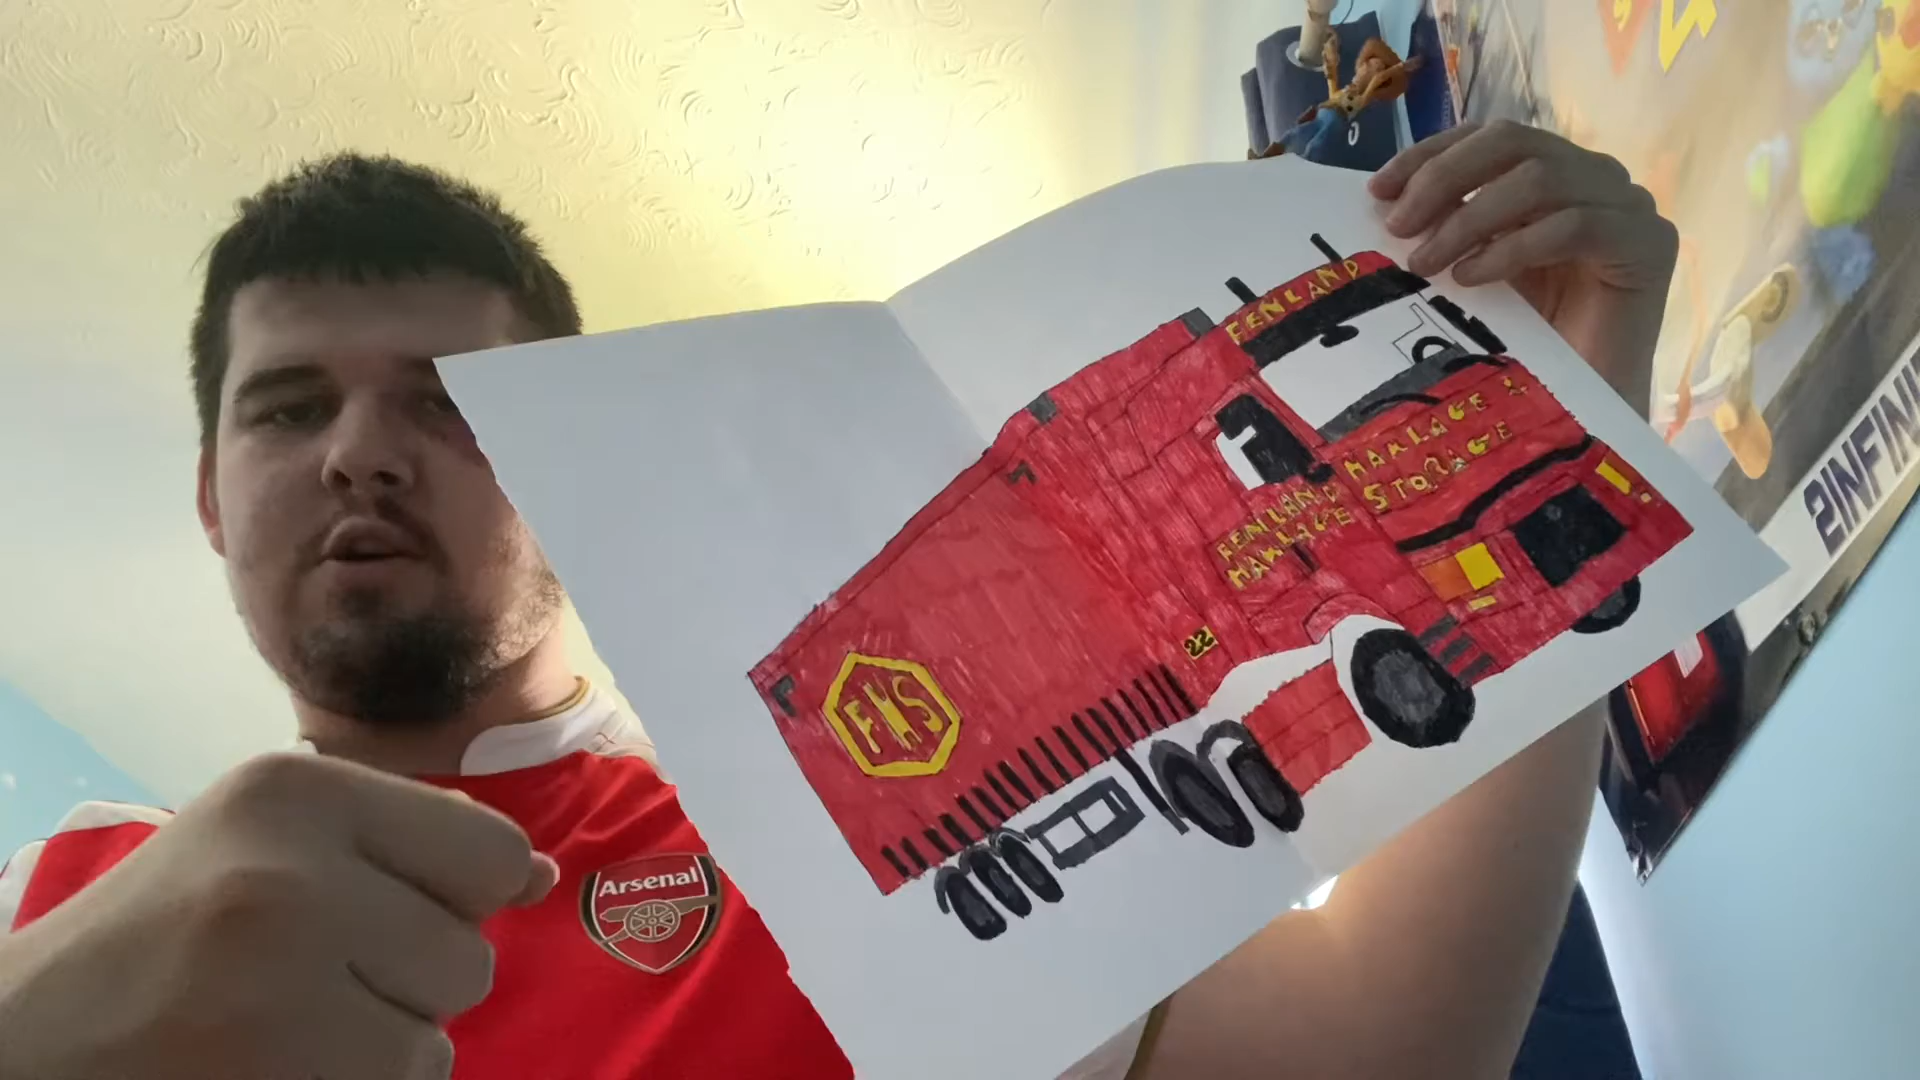 FENLAND
HAULAGE &
STORAGE
FENLAND
HAULAGE
22
FHS
Arsenal
2INFINI